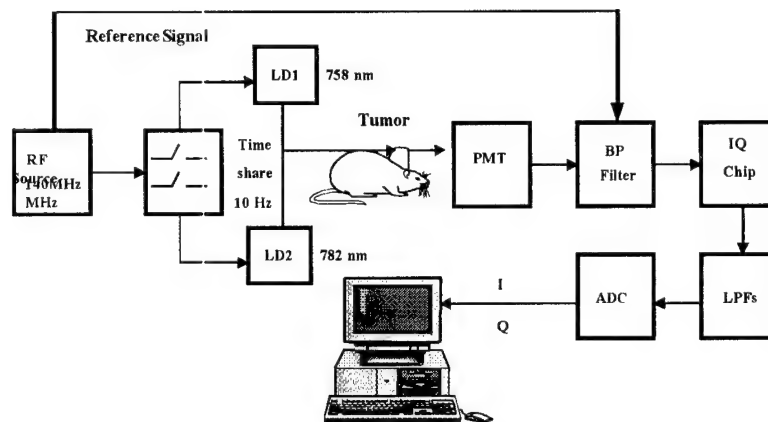 Reference Signal
LD1
758 nm
Tumor
RF
Source
140MHz
MHz
Time
share
10 Hz
PMT
BP
Filter
IQ
Chip
LD2
782 nm
I
Q
ADC
LPFs